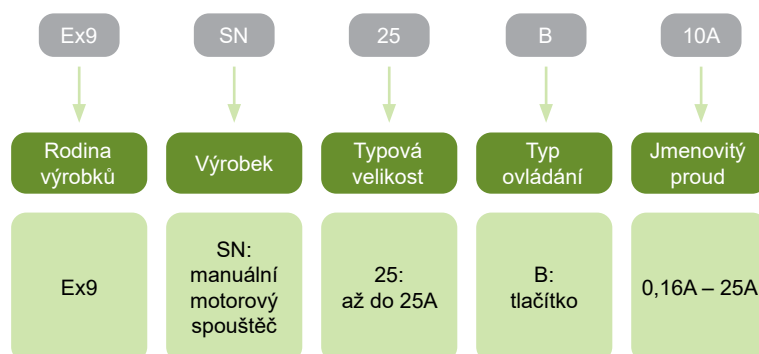 Ex9
SN
25
B
10A
Rodina
výrobků
Výrobek
Typová
velikost
Typ
ovládání
Jmenovitý
proud
Ex9
SN:
manuální
motorový
spouštěč
25:
až do 25A
B:
tlačítko
0,16A – 25A